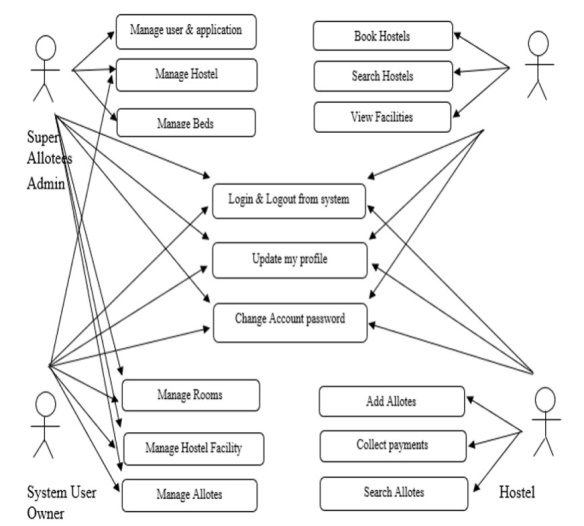 Manage user & application
Book Hostels
Manage Hostel
Search Hostels
Manage Beds
View Facilities
Super
Allotees
Admin
Login & Logout from system
Update my profile
Change Account password
Manage Rooms
Add Allotes
Manage Hostel Facility
Collect payments
Manage Allotes
Search Allotes
System User
Owner
Hostel